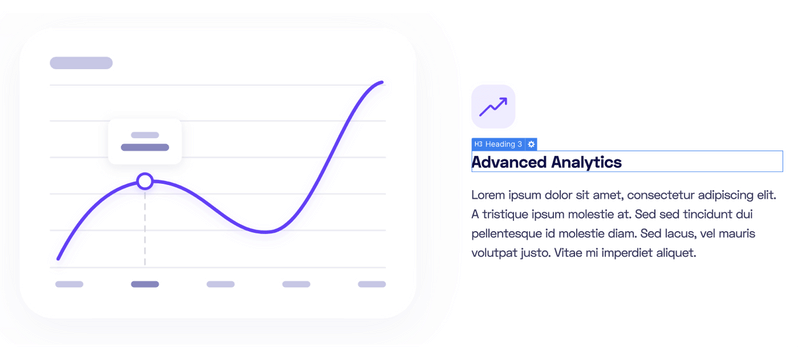 H3 Heading 3
Advanced Analytics
Lorem ipsum dolor sit amet, consectetur adipiscing elit.
A tristique ipsum molestie at. Sed sed tincidunt dui
pellentesque id molestie diam. Sed lacus, vel mauris
volutpat justo. Vitae mi imperdiet aliquet.